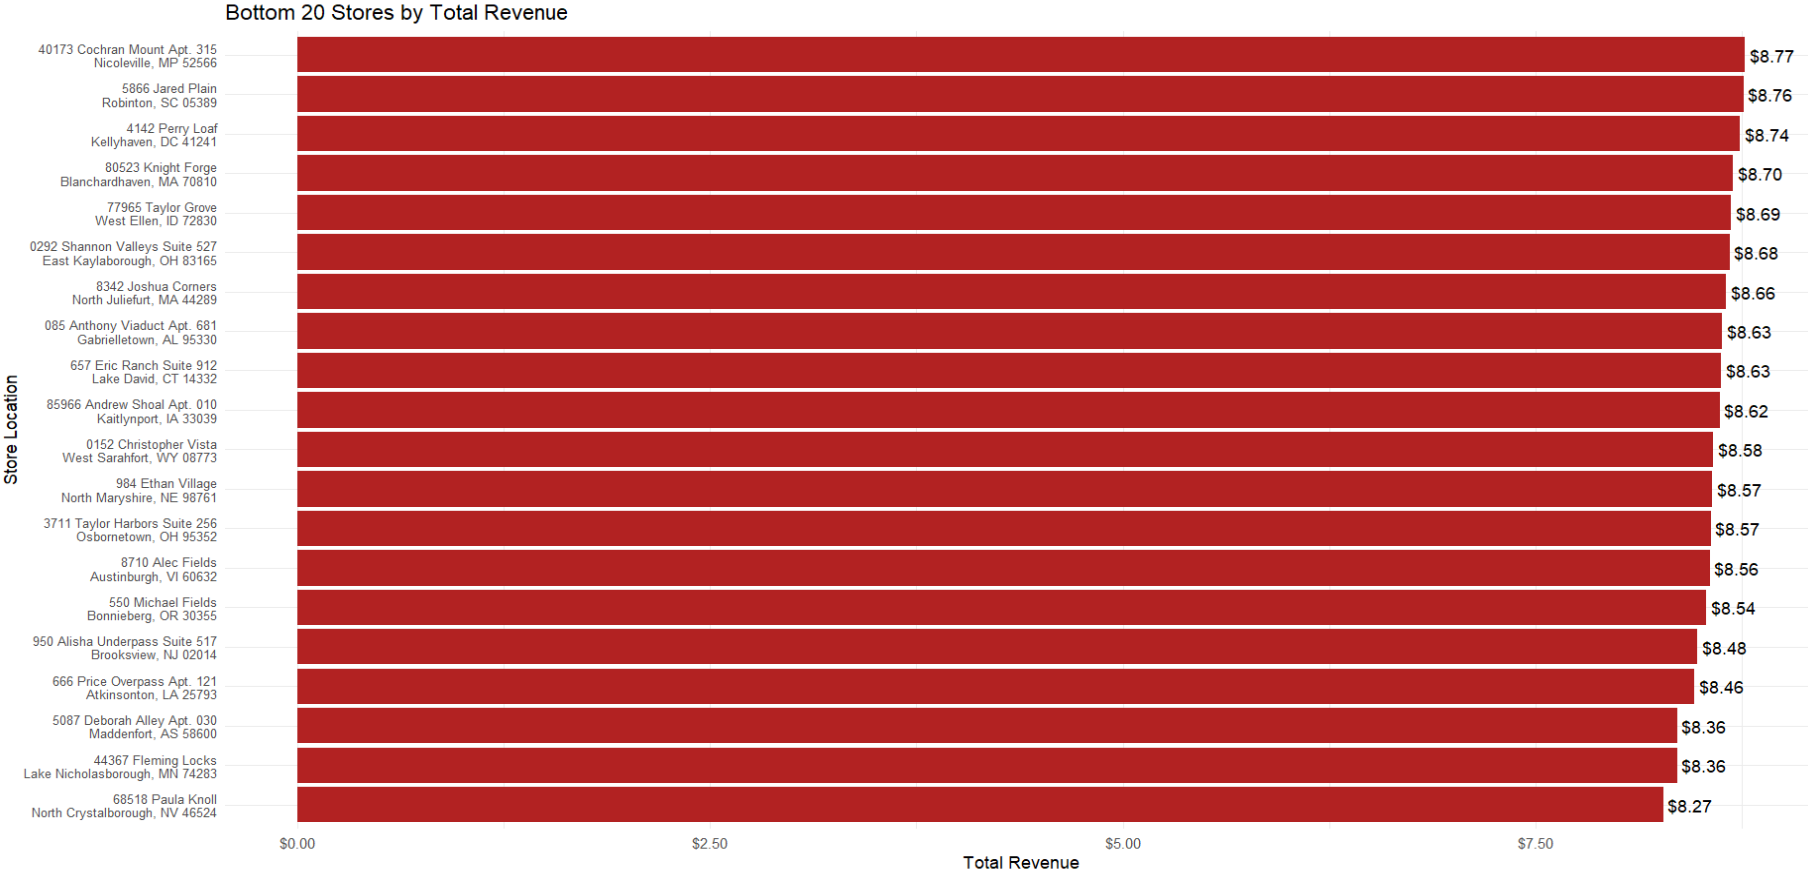 Bottom 20 Stores by Total Revenue
Store Location
40173 Cochran Mount Apt. 315
Nicoleville, MP 52566
$8.77
5866 Jared Plain
Robinton, SC 05389
$8.76
4142 Perry Loaf
Kellyhaven, DC 41241
$8.74
80523 Knight Forge
Blanchardhaven, MA 70810
$8.70
77965 Taylor Grove
West Ellen, ID 72830
$8.69
0292 Shannon Valleys Suite 527
East Kaylaborough, OH 83165
$8.68
8342 Joshua Corners
North Juliefurt, MA 44289
$8.66
085 Anthony Viaduct Apt. 681
Gabrielletown, AL 95330
$8.63
657 Eric Ranch Suite 912
Lake David, CT 14332
$8.63
85966 Andrew Shoal Apt. 010
Kaitlynport, IA 33039
$8.62
0152 Christopher Vista
West Sarahfort, WY 08773
$8.58
984 Ethan Village
North Maryshire, NE 98761
$8.57
3711 Taylor Harbors Suite 256
Osbornetown, OH 95352
$8.57
8710 Alec Fields
Austinburgh, VI 60632
$8.56
550 Michael Fields
Bonnieberg, OR 30355
$8.54
950 Alisha Underpass Suite 517
Brooksview, NJ 02014
$8.48
666 Price Overpass Apt. 121
Atkinsonton, LA 25793
$8.46
5087 Deborah Alley Apt. 030
Maddenfort, AS 58600
$8.36
44367 Fleming Locks
Lake Nicholasborough, MN 74283
$8.36
68518 Paula Knoll
North Crystalborough, NV 46524
$8.27
$0.00 $2.50 $5.00 $7.50
Total Revenue